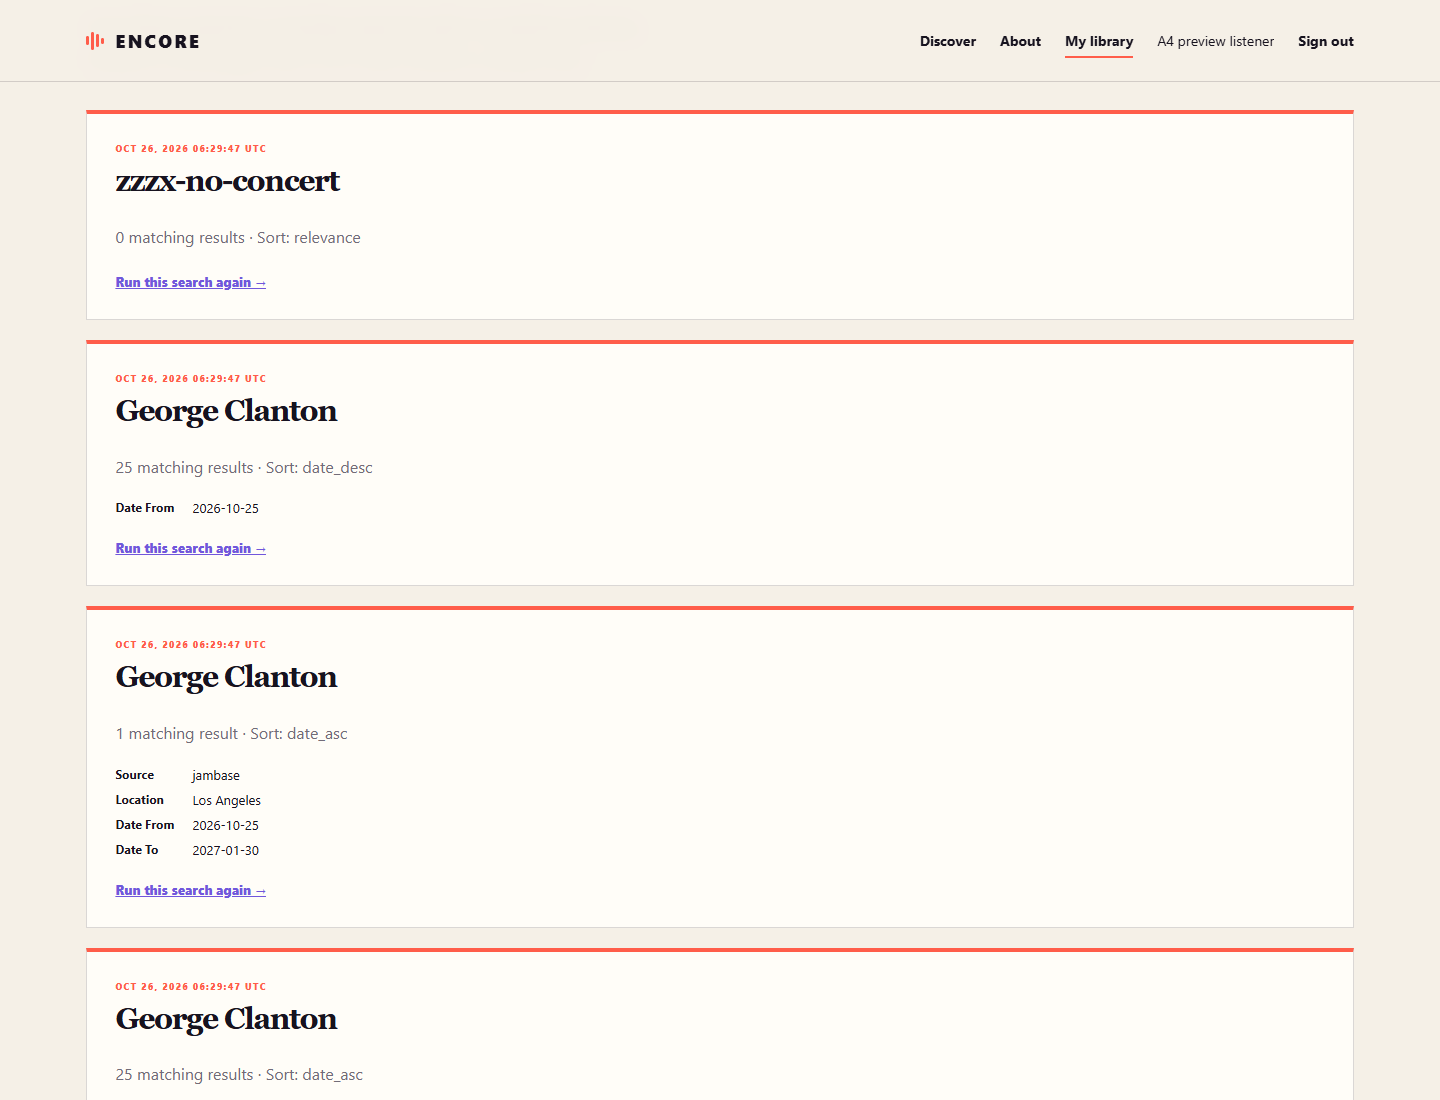 ENCORE
Discover About My library A4 preview listener Sign out
OCT 26, 2026 06:29:47 UTC
zzzx-no-concert
0 matching results · Sort: relevance
Run this search again →
OCT 26, 2026 06:29:47 UTC
George Clanton
25 matching results · Sort: date_desc
Date From 2026-10-25
Run this search again →
OCT 26, 2026 06:29:47 UTC
George Clanton
1 matching result · Sort: date_asc
Source jambase
Location Los Angeles
Date From 2026-10-25
Date To 2027-01-30
Run this search again →
OCT 26, 2026 06:29:47 UTC
George Clanton
25 matching results · Sort: date_asc